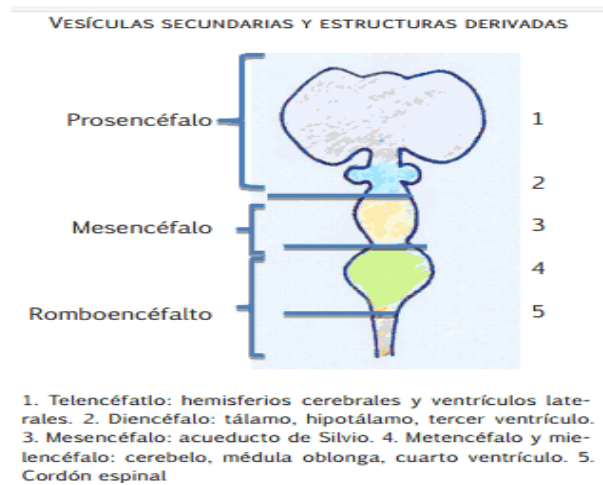 VESÍCULAS SECUNDARIAS Y ESTRUCTURAS DERIVADAS
Prosencéfalo
1
2
Mesencéfalo
3
4
Romboencéfalto
5
1. Telencéfatlo: hemisferios cerebrales y ventrículos late-
rales. 2. Diencéfalo: tálamo, hipotálamo, tercer ventrículo.
3. Mesencéfalo: acueducto de Silvio. 4. Metencéfalo y mie-
lencéfalo: cerebelo, médula oblonga, cuarto ventrículo. 5.
Cordón espinal